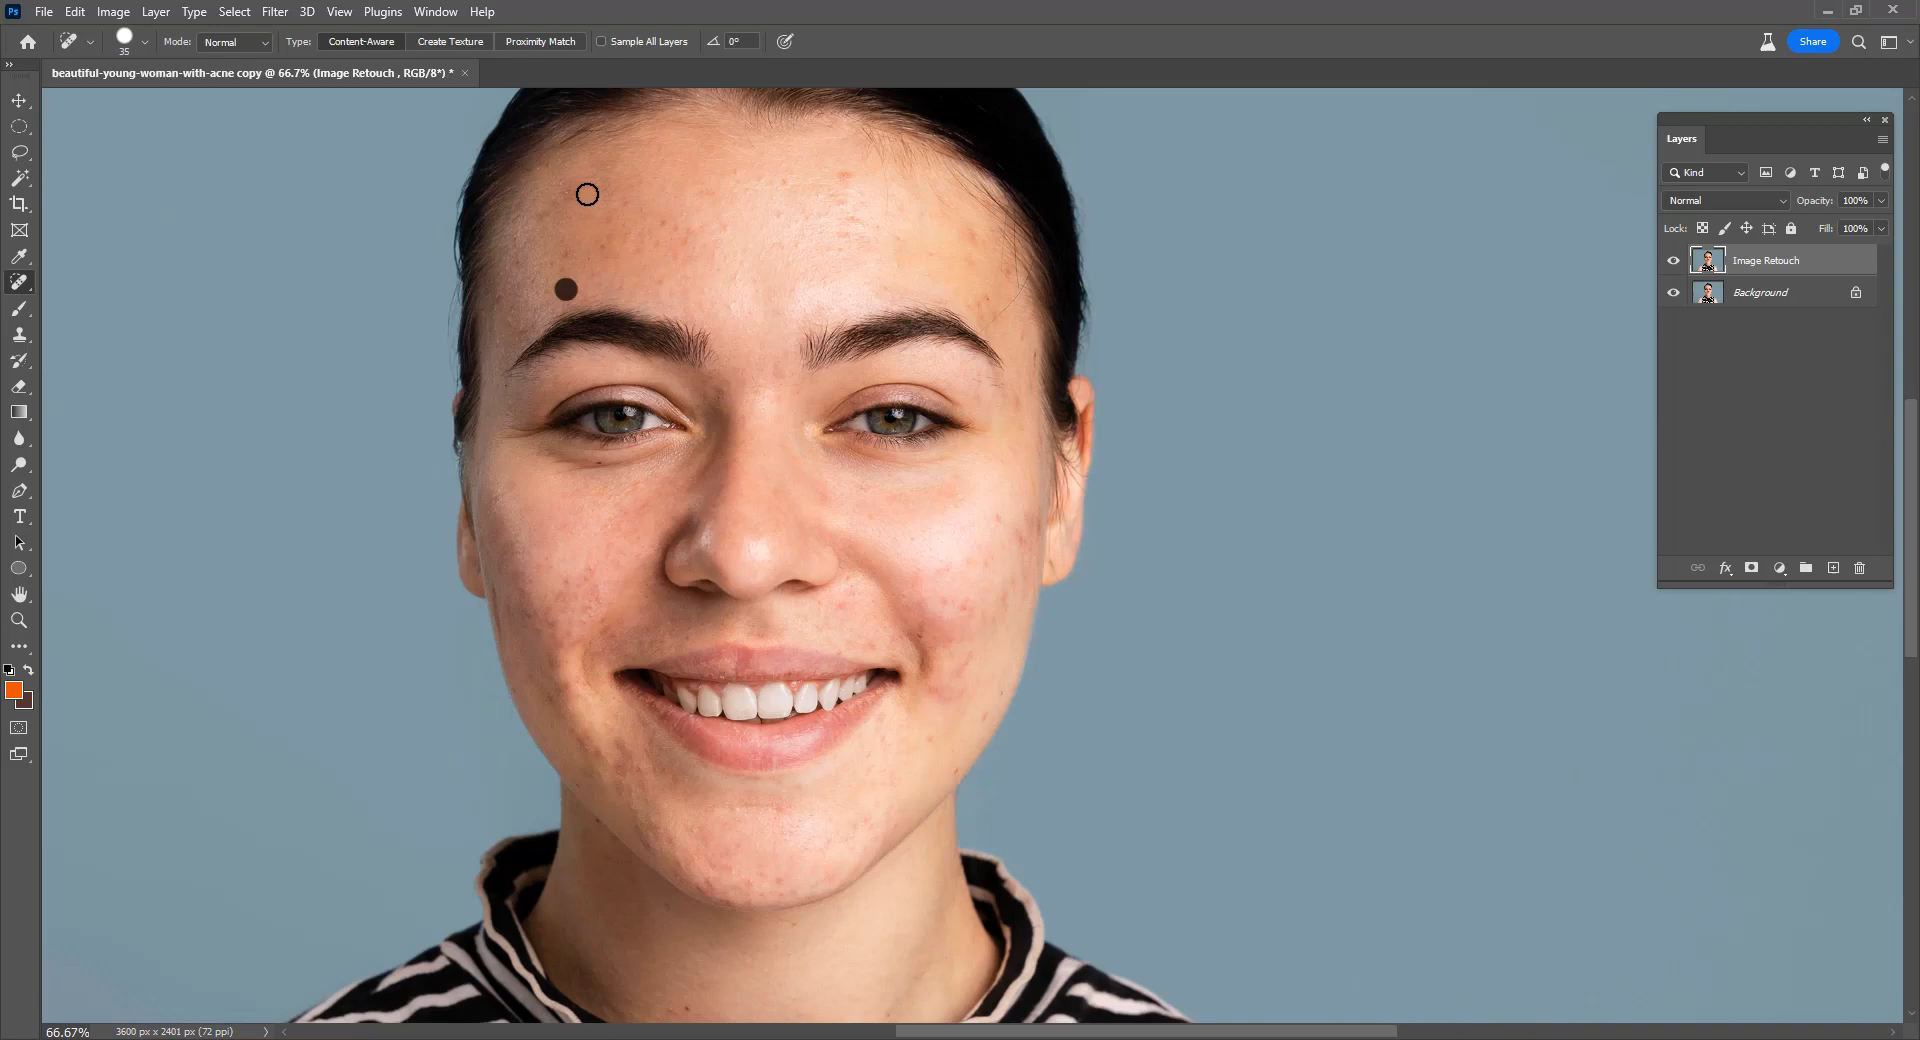 Ps File Edit Image Layer Type Select Filter 3D View Plugins Window Help
35 Mode: Normal Type: Content-Aware Create Texture Proximity Match Sample All Layers 0° Share
beautiful-young-woman-with-acne copy @ 66.7% (Image Retouch , RGB/8*) *
Layers
Kind
Normal Opacity: 100%
Lock: Fill: 100%
Image Retouch
Background
fx
66.67% 3600 px x 2401 px (72 ppi)